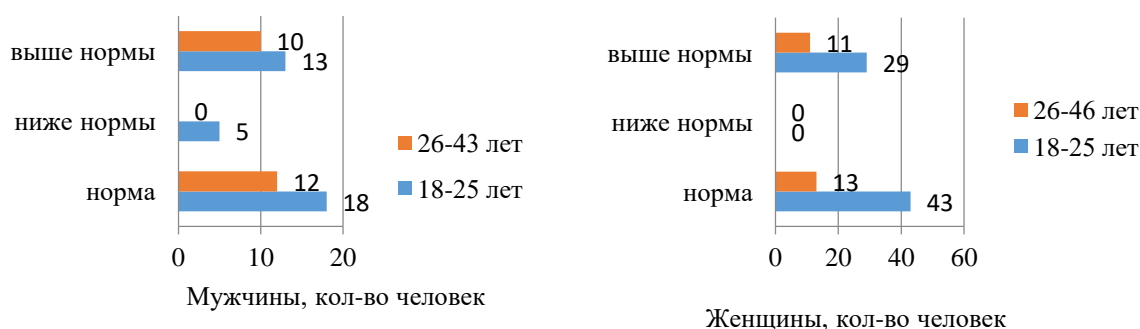 выше нормы
10
13
ниже нормы
0
5
норма
12
18
0 10 20
Мужчины, кол-во человек
26-43 лет
18-25 лет
выше нормы
11
29
ниже нормы
0
0
норма
13
43
0 20 40 60
Женщины, кол-во человек
26-46 лет
18-25 лет